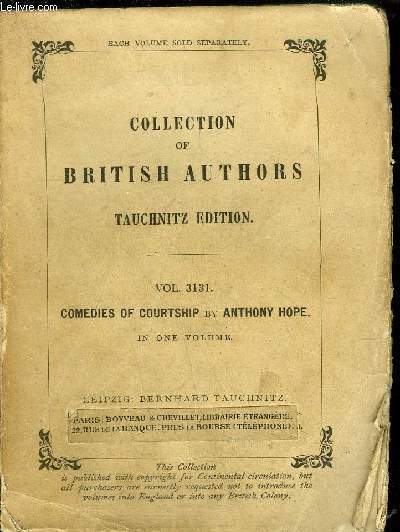 Le-livre.com
EACH VOLUME SOLD SEPARATELY.
COLLECTION
OF
BRITISH AUTHORS
TAUCHNITZ EDITION.
VOL. 3131.
COMEDIES OF COURTSHIP BY ANTHONY HOPE.
IN ONE VOLUME.
LEIPZIG: BERNHARD TAUCHNITZ.
PARIS: BOYVEAU & CHEVILLET, LIBRAIRIE ÉTRANGÈRE,
22, RUE DE LA BANQUE, PRÈS LA BOURSE (TÉLÉPHONE).
This Collection
is published with copyright for Continental circulation, but
all purchasers are earnestly requested not to introduce the
volumes into England or into any British Colony.